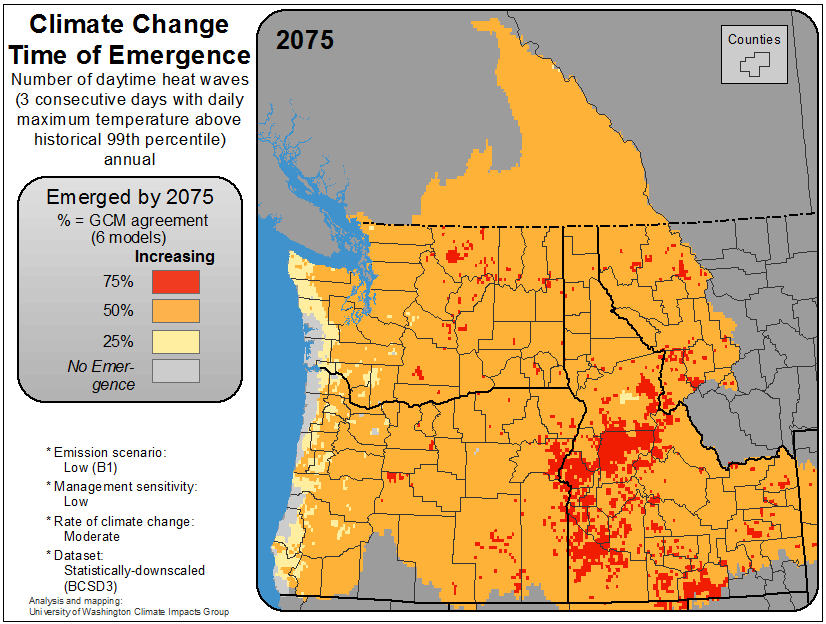 Climate Change
Time of Emergence
Number of daytime heat waves
(3 consecutive days with daily
maximum temperature above
historical 99th percentile)
annual
Emerged by 2075
% = GCM agreement
(6 models)
Increasing
75%
50%
25%
No Emer-
gence
* Emission scenario:
Low (B1)
* Management sensitivity:
Low
* Rate of climate change:
Moderate
* Dataset:
Statistically-downscaled
(BCSD3)
Analysis and mapping:
University of Washington Climate Impacts Group
2075
Counties